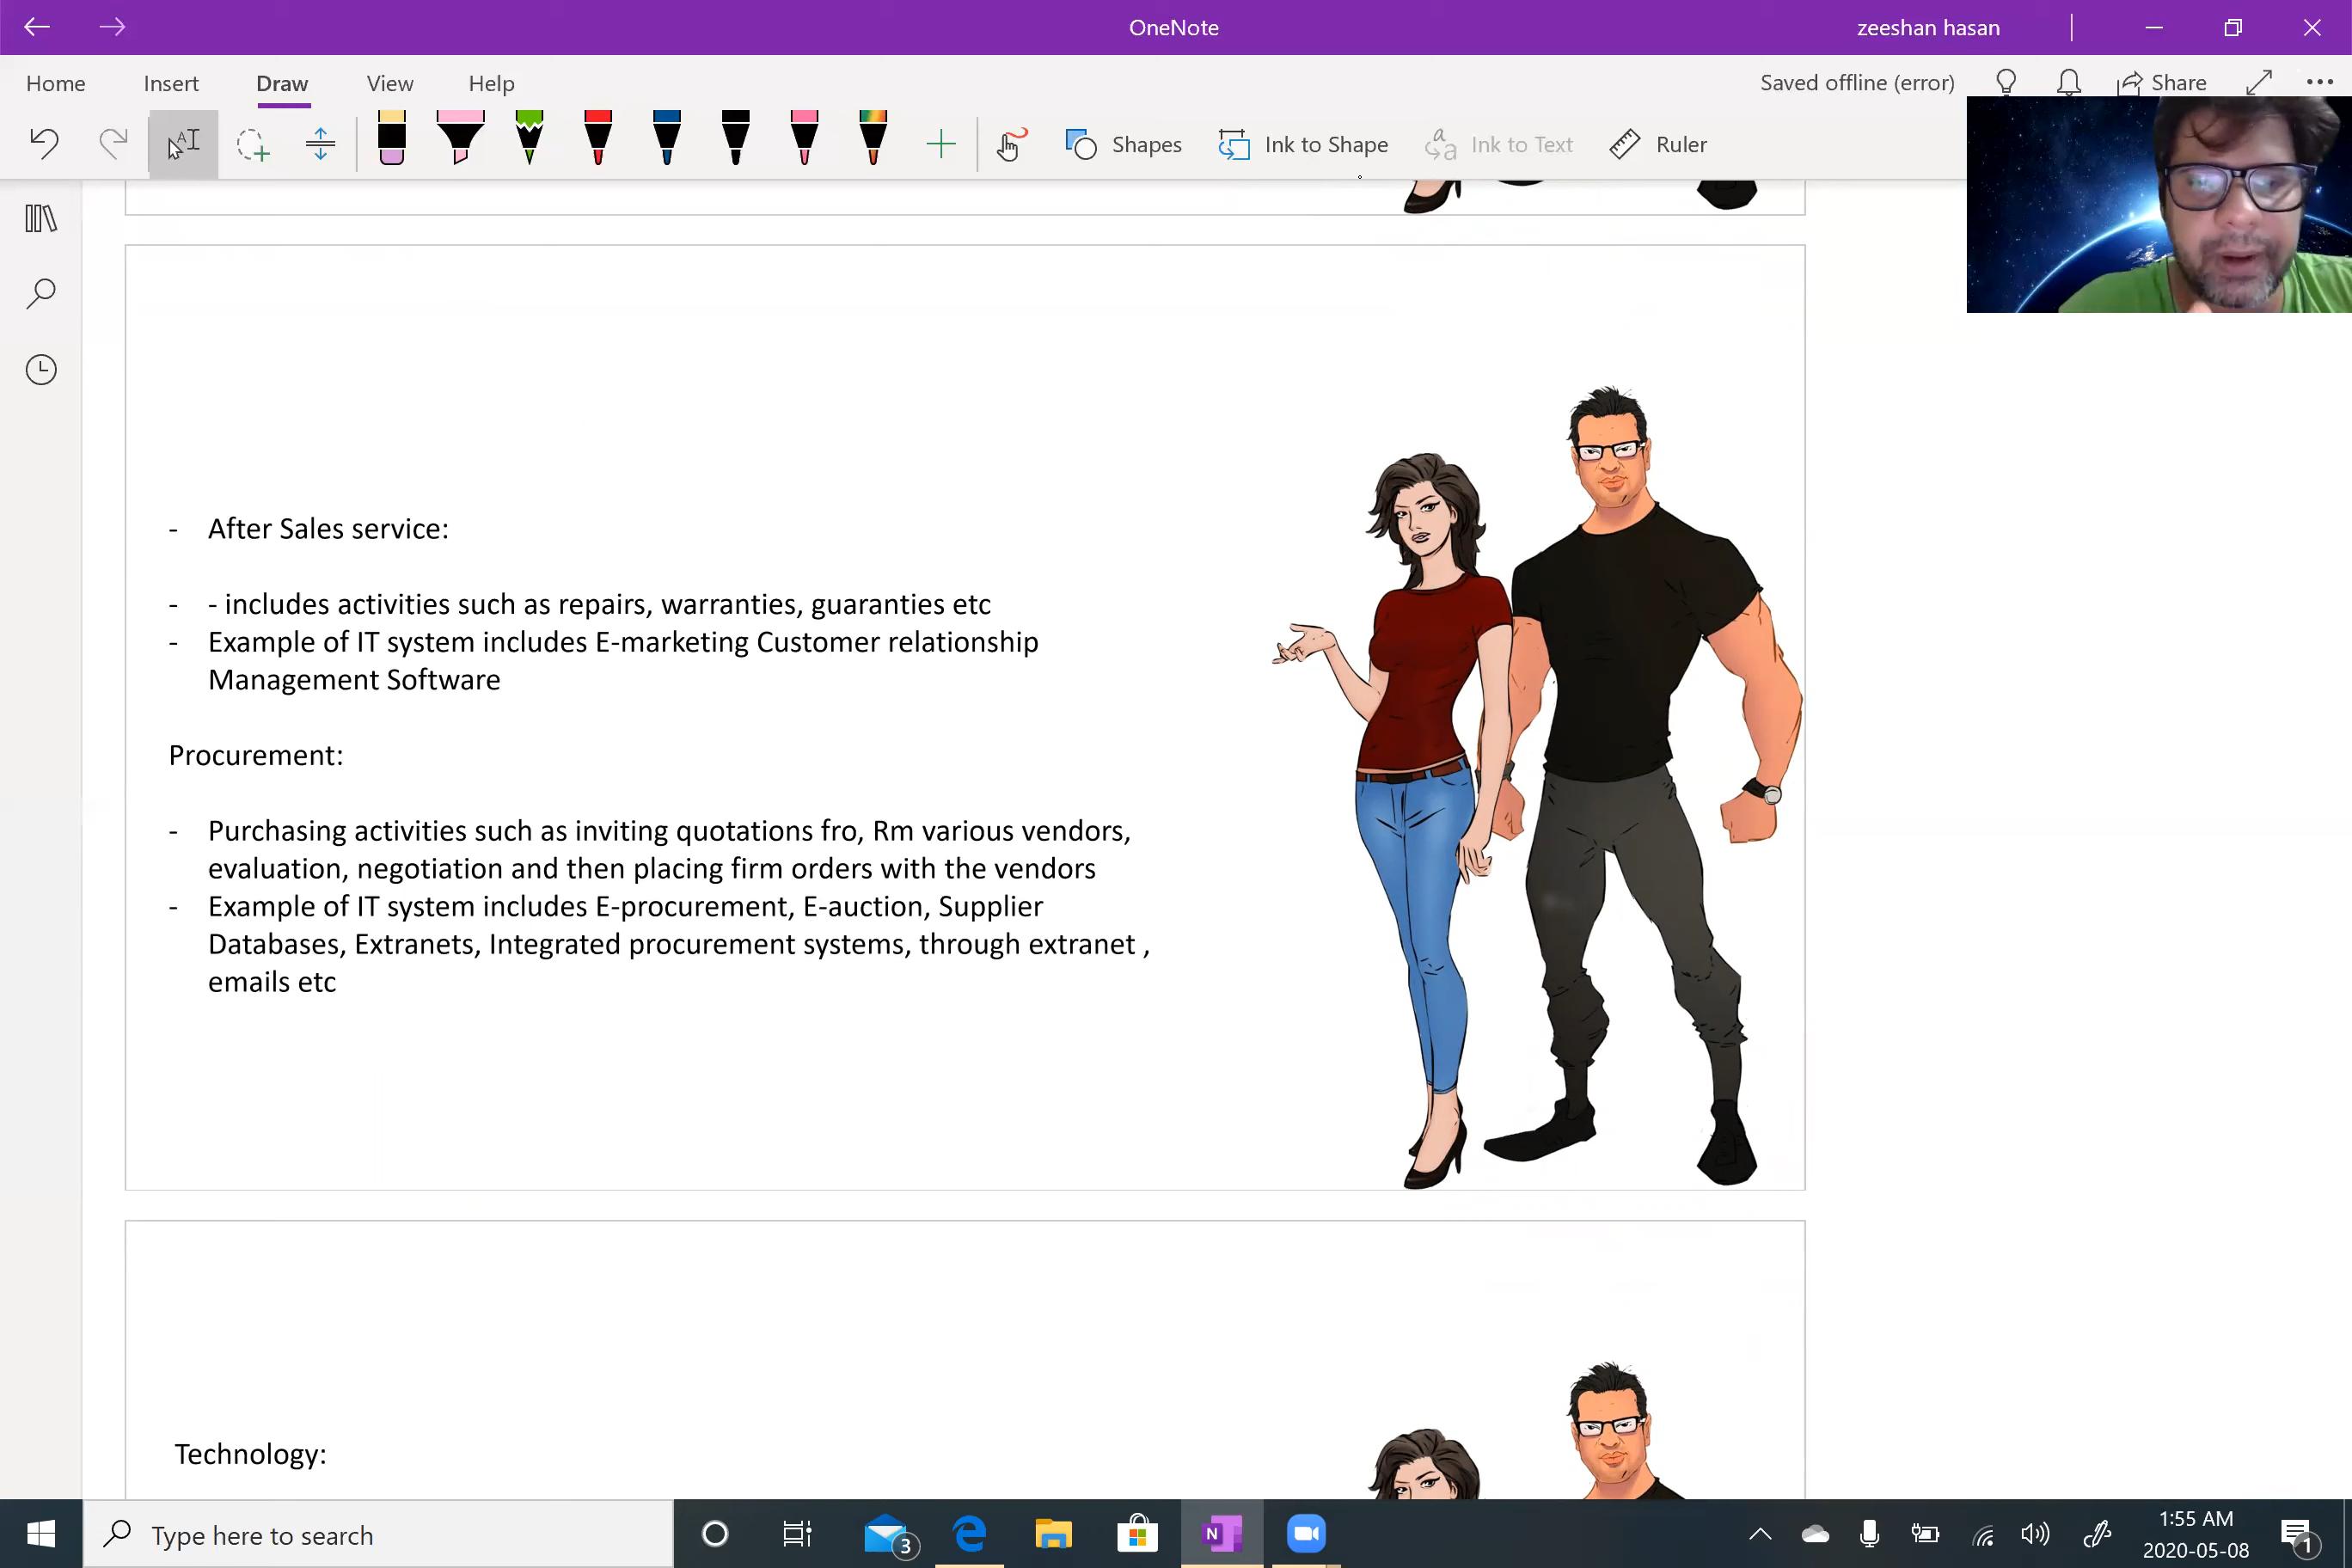 OneNote
zeeshan hasan
Home Insert Draw View Help
Saved offline (error)
Share
AI
Shapes
Ink to Shape
a
a
Ink to Text
Ruler
- After Sales service:
- - includes activities such as repairs, warranties, guaranties etc
- Example of IT system includes E-marketing Customer relationship
Management Software
Procurement:
- Purchasing activities such as inviting quotations fro, Rm various vendors,
evaluation, negotiation and then placing firm orders with the vendors
- Example of IT system includes E-procurement, E-auction, Supplier
Databases, Extranets, Integrated procurement systems, through extranet ,
emails etc
Technology:
Type here to search
3
N
1:55 AM
2020-05-08
1